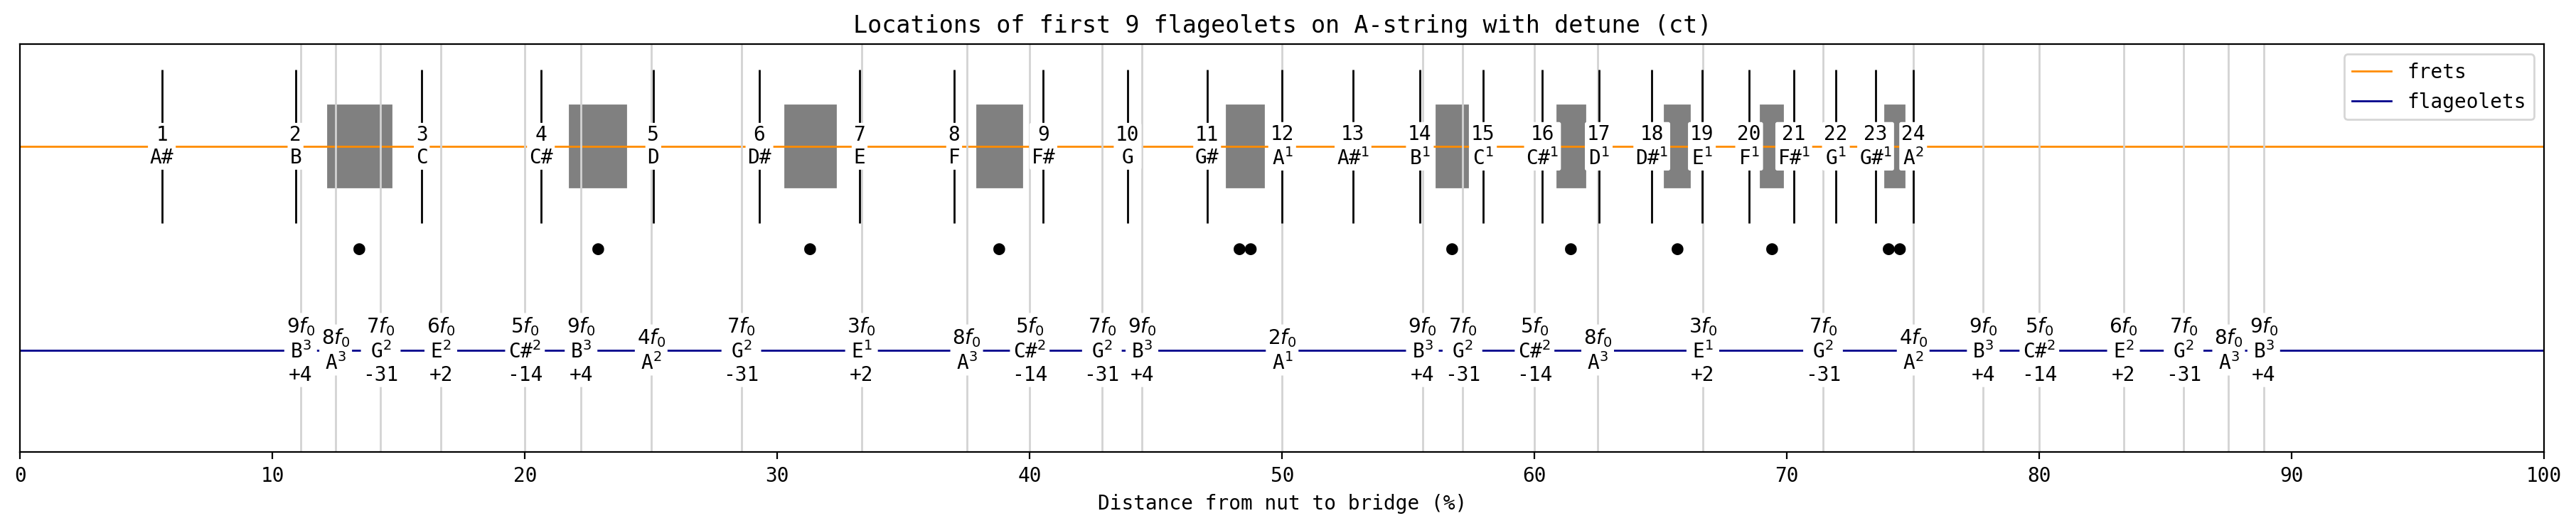 Locations of first 9 flageolets on A-string with detune (ct)
frets
flageolets
1 2 3 4 5 6 7 8 9 10 11 12 13 14 15 16 17 18 19 20 21 22 23 24
A# B C C# D D# E F F# G G# A¹ A#¹ B¹ C¹ C#¹ D¹ D#¹ E¹ F¹ F#¹ G¹ G#¹ A²
9f₀ 8f₀ 7f₀ 6f₀ 5f₀ 9f₀ 4f₀ 7f₀ 3f₀ 8f₀ 5f₀ 7f₀ 9f₀ 2f₀ 9f₀ 7f₀ 5f₀ 8f₀ 3f₀ 7f₀ 4f₀ 9f₀ 5f₀ 6f₀ 7f₀ 8f₀ 9f₀
B³ A³ G² E² C#² B³ A² G² E¹ A³ C#² G² B³ A¹ B³ G² C#² A³ E¹ G² A² B³ C#² E² G² A³ B³
+4 -31 +2 -14 +4 -31 +2 -14 -31 +4 +4 -31 -14 +2 -31 +4 -14 +2 -31 +4
0 10 20 30 40 50 60 70 80 90 100
Distance from nut to bridge (%)